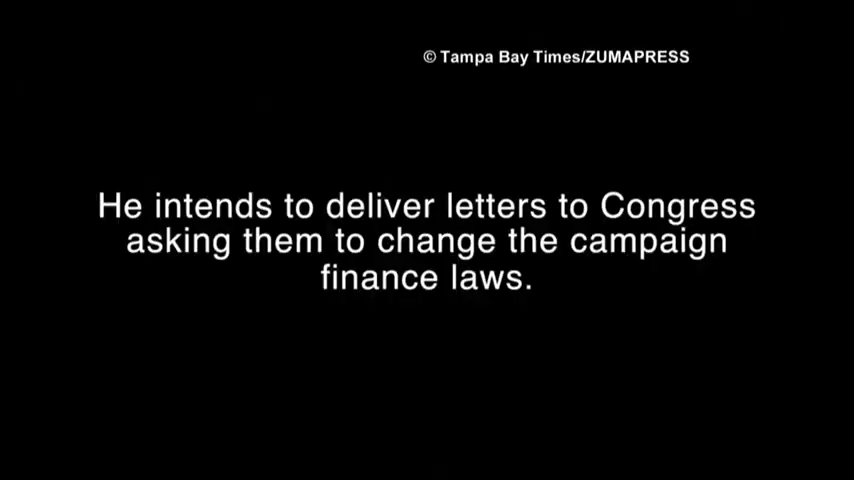 © Tampa Bay Times/ZUMAPRESS
He intends to deliver letters to Congress
asking them to change the campaign
finance laws.